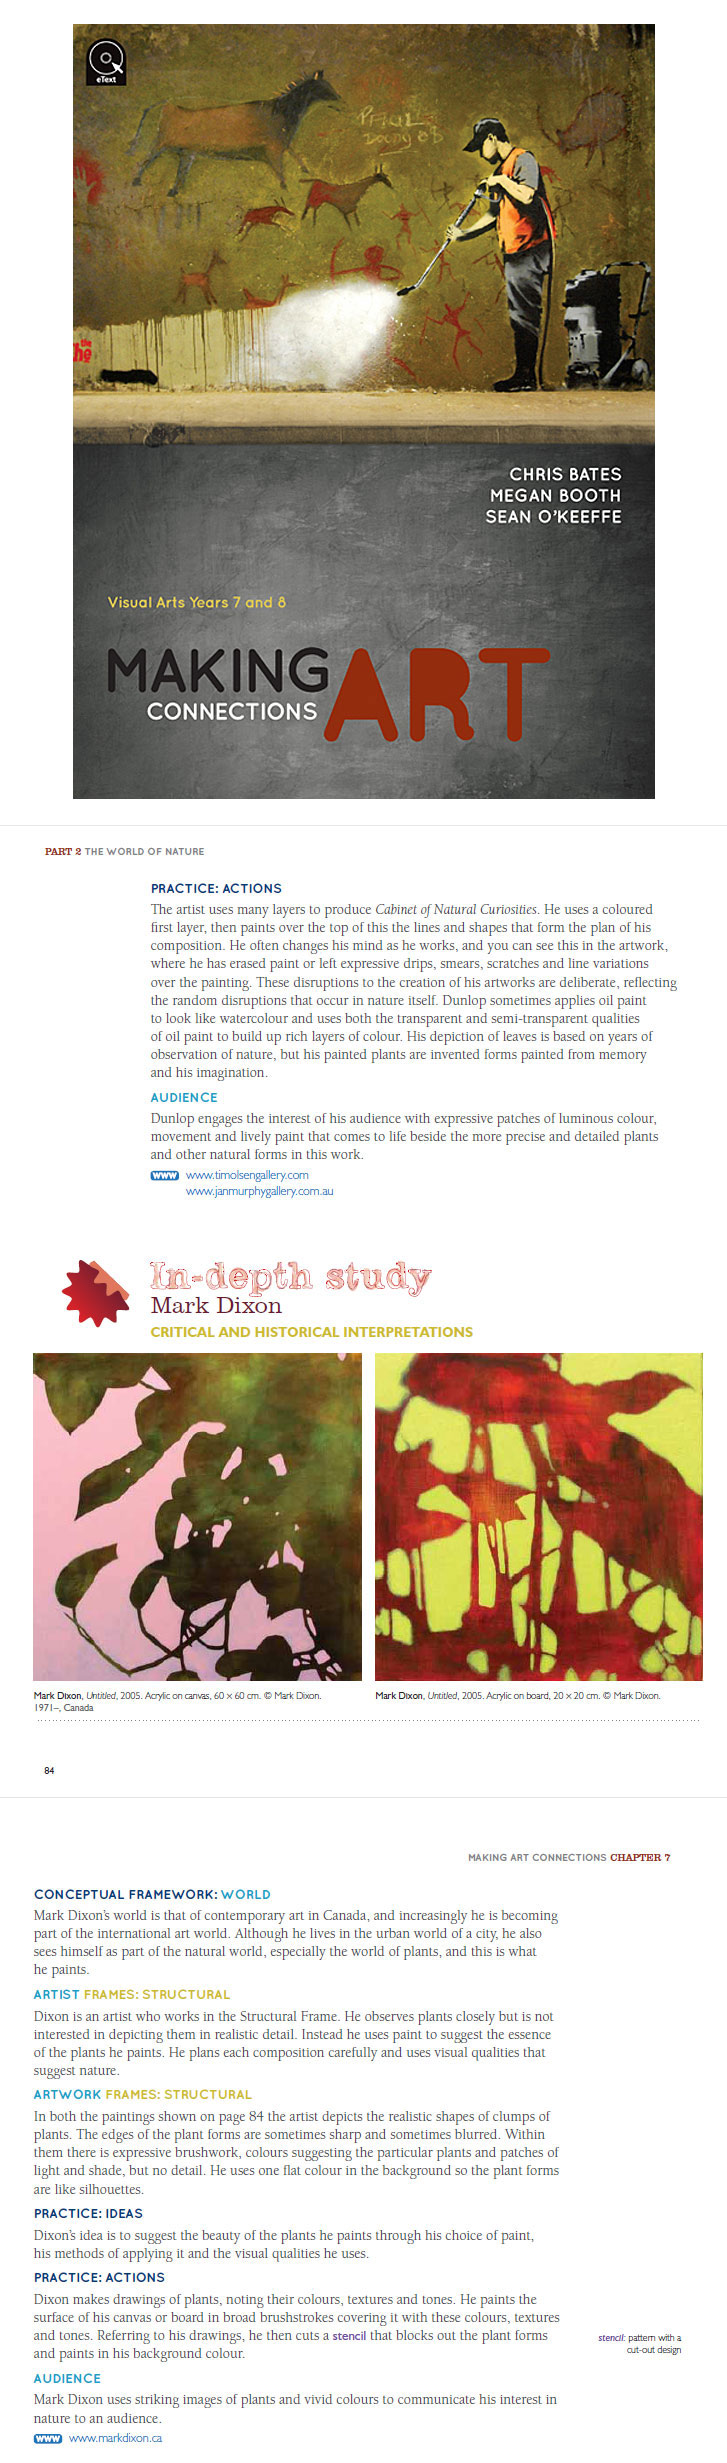 eText
PAUL
2009 08
the
he
CHRIS BATES
MEGAN BOOTH
SEAN O'KEEFFE
Visual Arts Years 7 and 8
MAKING ART
CONNECTIONS
PART 2 THE WORLD OF NATURE
PRACTICE: ACTIONS
The artist uses many layers to produce Cabinet of Natural Curiosities. He uses a coloured
first layer, then paints over the top of this the lines and shapes that form the plan of his
composition. He often changes his mind as he works, and you can see this in the artwork,
where he has erased paint or left expressive drips, smears, scratches and line variations
over the painting. These disruptions to the creation of his artworks are deliberate, reflecting
the random disruptions that occur in nature itself. Dunlop sometimes applies oil paint
to look like watercolour and uses both the transparent and semi-transparent qualities
of oil paint to build up rich layers of colour. His depiction of leaves is based on years of
observation of nature, but his painted plants are invented forms painted from memory
and his imagination.
AUDIENCE
Dunlop engages the interest of his audience with expressive patches of luminous colour,
movement and lively paint that comes to life beside the more precise and detailed plants
and other natural forms in this work.
www www.timolsengallery.com
www.janmurphygallery.com.au
In-depth study
Mark Dixon
CRITICAL AND HISTORICAL INTERPRETATIONS
Mark Dixon, Untitled, 2005. Acrylic on canvas, 60 × 60 cm. © Mark Dixon.
1971–, Canada
Mark Dixon, Untitled, 2005. Acrylic on board, 20 × 20 cm. © Mark Dixon.
84
MAKING ART CONNECTIONS CHAPTER 7
CONCEPTUAL FRAMEWORK: WORLD
Mark Dixon's world is that of contemporary art in Canada, and increasingly he is becoming
part of the international art world. Although he lives in the urban world of a city, he also
sees himself as part of the natural world, especially the world of plants, and this is what
he paints.
ARTIST FRAMES: STRUCTURAL
Dixon is an artist who works in the Structural Frame. He observes plants closely but is not
interested in depicting them in realistic detail. Instead he uses paint to suggest the essence
of the plants he paints. He plans each composition carefully and uses visual qualities that
suggest nature.
ARTWORK FRAMES: STRUCTURAL
In both the paintings shown on page 84 the artist depicts the realistic shapes of clumps of
plants. The edges of the plant forms are sometimes sharp and sometimes blurred. Within
them there is expressive brushwork, colours suggesting the particular plants and patches of
light and shade, but no detail. He uses one flat colour in the background so the plant forms
are like silhouettes.
PRACTICE: IDEAS
Dixon's idea is to suggest the beauty of the plants he paints through his choice of paint,
his methods of applying it and the visual qualities he uses.
PRACTICE: ACTIONS
Dixon makes drawings of plants, noting their colours, textures and tones. He paints the
surface of his canvas or board in broad brushstrokes covering it with these colours, textures
and tones. Referring to his drawings, he then cuts a stencil that blocks out the plant forms
and paints in his background colour.
stencil: pattern with a
cut-out design
AUDIENCE
Mark Dixon uses striking images of plants and vivid colours to communicate his interest in
nature to an audience.
www www.markdixon.ca